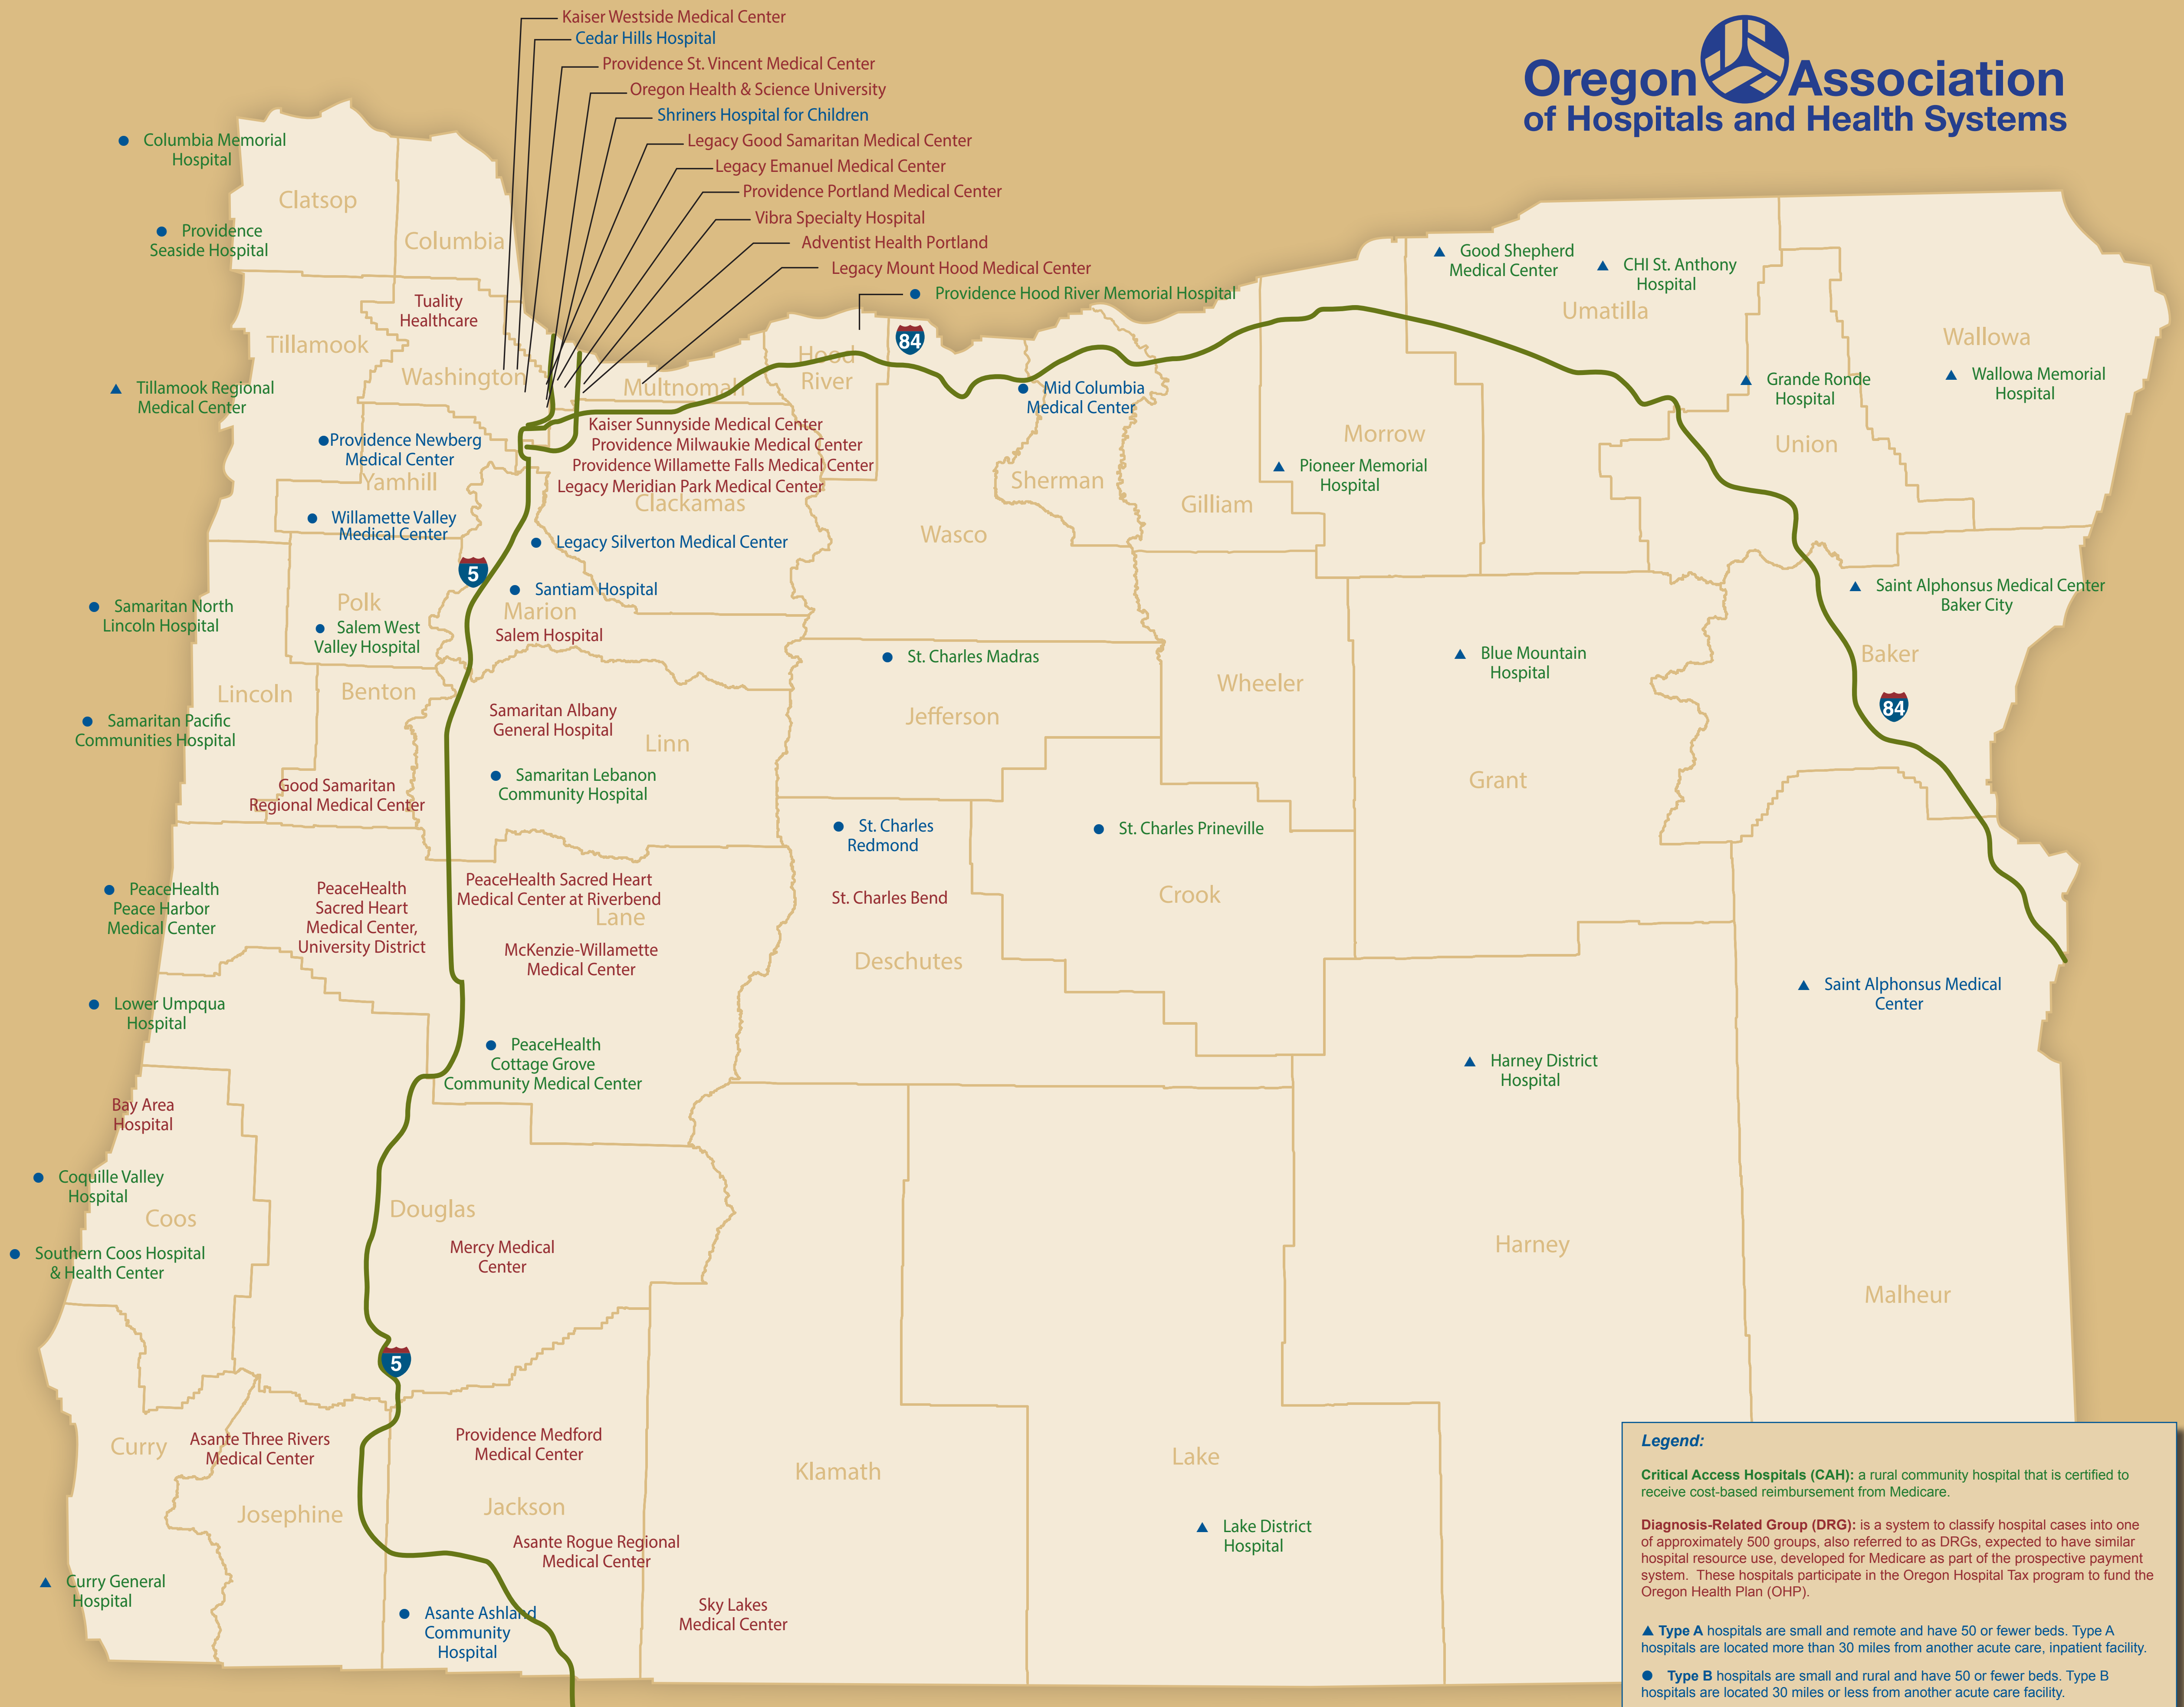 Oregon Association
of Hospitals and Health Systems
Kaiser Westside Medical Center
Cedar Hills Hospital
Providence St. Vincent Medical Center
Oregon Health & Science University
Shriners Hospital for Children
Legacy Good Samaritan Medical Center
Legacy Emanuel Medical Center
Providence Portland Medical Center
Vibra Specialty Hospital
Adventist Health Portland
Legacy Mount Hood Medical Center
Providence Hood River Memorial Hospital
Columbia Memorial
Hospital
Clatsop
Providence
Seaside Hospital
Columbia
Tuality
Healthcare
Tillamook
Washington
Multnomah
Hood
River
84
Tillamook Regional
Medical Center
Mid Columbia
Medical Center
Good Shepherd
Medical Center
CHI St. Anthony
Hospital
Umatilla
Wallowa
Grande Ronde
Hospital
Wallowa Memorial
Hospital
Union
Morrow
Pioneer Memorial
Hospital
Kaiser Sunnyside Medical Center
Providence Milwaukie Medical Center
Providence Willamette Falls Medical Center
Legacy Meridian Park Medical Center
Clackamas
Providence Newberg
Medical Center
Yamhill
Willamette Valley
Medical Center
Sherman
Gilliam
Wasco
Legacy Silverton Medical Center
5
Santiam Hospital
Marion
Salem Hospital
Polk
Salem West
Valley Hospital
Samaritan North
Lincoln Hospital
Saint Alphonsus Medical Center
Baker City
Baker
84
St. Charles Madras
Jefferson
Wheeler
Blue Mountain
Hospital
Grant
Lincoln
Benton
Samaritan Pacific
Communities Hospital
Samaritan Albany
General Hospital
Linn
Samaritan Lebanon
Community Hospital
Good Samaritan
Regional Medical Center
St. Charles
Redmond
St. Charles Prineville
Crook
St. Charles Bend
Deschutes
PeaceHealth
Peace Harbor
Medical Center
PeaceHealth
Sacred Heart
Medical Center,
University District
PeaceHealth Sacred Heart
Medical Center at Riverbend
Lane
McKenzie-Willamette
Medical Center
Saint Alphonsus Medical
Center
Lower Umpqua
Hospital
PeaceHealth
Cottage Grove
Community Medical Center
Harney District
Hospital
Bay Area
Hospital
Coquille Valley
Hospital
Coos
Southern Coos Hospital
& Health Center
Douglas
Mercy Medical
Center
Harney
Malheur
5
Curry
Asante Three Rivers
Medical Center
Providence Medford
Medical Center
Josephine
Jackson
Klamath
Lake
Asante Rogue Regional
Medical Center
Lake District
Hospital
Curry General
Hospital
Asante Ashland
Community
Hospital
Sky Lakes
Medical Center
Legend:
Critical Access Hospitals (CAH): a rural community hospital that is certified to
receive cost-based reimbursement from Medicare.
Diagnosis-Related Group (DRG): is a system to classify hospital cases into one
of approximately 500 groups, also referred to as DRGs, expected to have similar
hospital resource use, developed for Medicare as part of the prospective payment
system. These hospitals participate in the Oregon Hospital Tax program to fund the
Oregon Health Plan (OHP).
Type A hospitals are small and remote and have 50 or fewer beds. Type A
hospitals are located more than 30 miles from another acute care, inpatient facility.
Type B hospitals are small and rural and have 50 or fewer beds. Type B
hospitals are located 30 miles or less from another acute care facility.